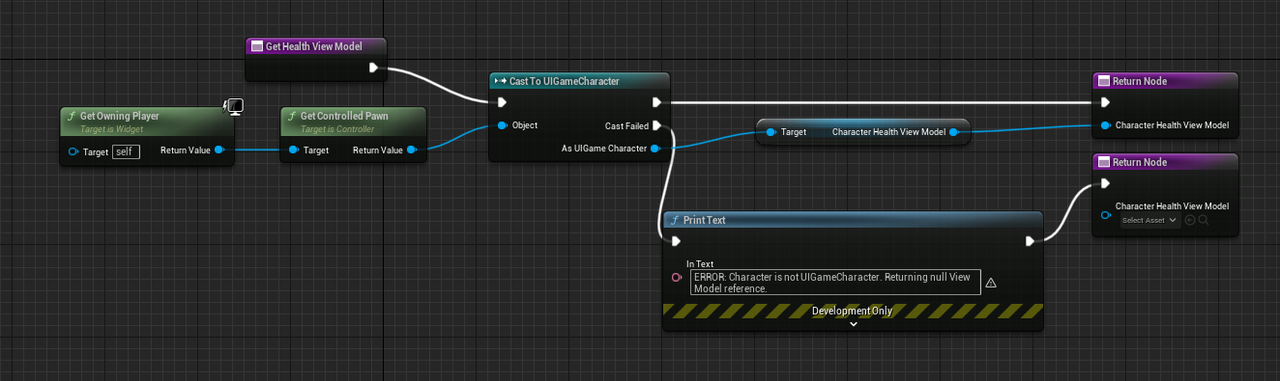 Get Health View Model
Get Owning Player
Target is Widget
Target
self
Return Value
Get Controlled Pawn
Target is Controller
Target
Return Value
Cast To UIGameCharacter
Object
Cast Failed
As UIGame Character
Target
Character Health View Model
Return Node
Character Health View Model
Return Node
Character Health View Model
Select Asset
Print Text
In Text
ERROR: Character is not UIGameCharacter. Returning null View
Model reference.
Development Only